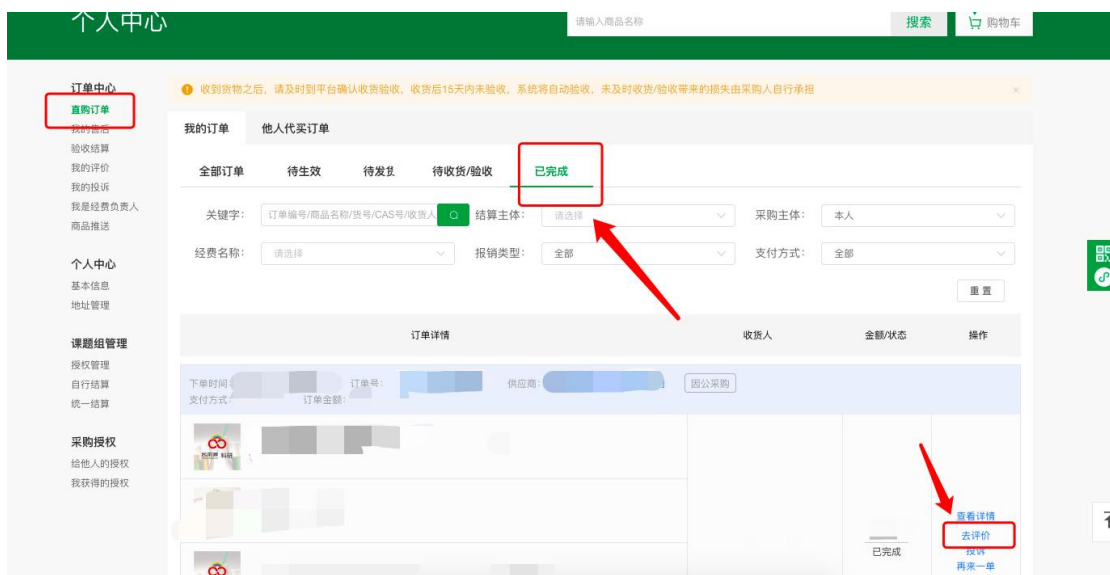 个人中心
请输入商品名称
搜索
购物车
订单中心
直购订单
我的售后
验收结算
我的评价
我的投诉
我是经费负责人
商品推送
个人中心
基本信息
地址管理
课题组管理
授权管理
自行结算
统一结算
采购授权
给他人的授权
我获得的授权
收到货物之后，请及时到平台确认收货验收，收货后15天内未验收，系统将自动验收，未及时收货/验收带来的损失由采购人自行承担
我的订单 他人代买订单
全部订单 待生效 待发货 待收货/验收 已完成
关键字： 订单编号/商品名称/货号/CAS号/收货人 结算主体： 请选择 采购主体： 本人
经费名称： 请选择 报销类型： 全部 支付方式： 全部
重置
订单详情 收货人 金额/状态 操作
下单时间： 订单号： 供应商： 因公采购
支付方式： 订单金额：
查看详情
去评价
已完成 投诉
再来一单